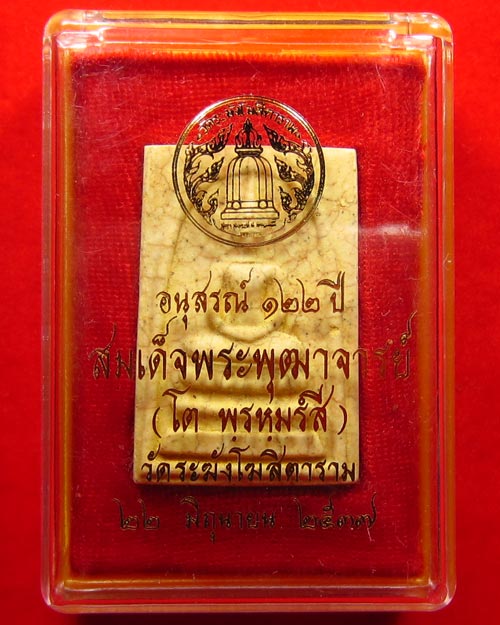 อนุสรณ์ ๑๒๒ ปี
สมเด็จพระพุฒาจารย์
(โต พฺรหฺมรํสี)
วัดระฆังโฆสิตาราม
๒๒ มิถุนายน ๒๕๓๗